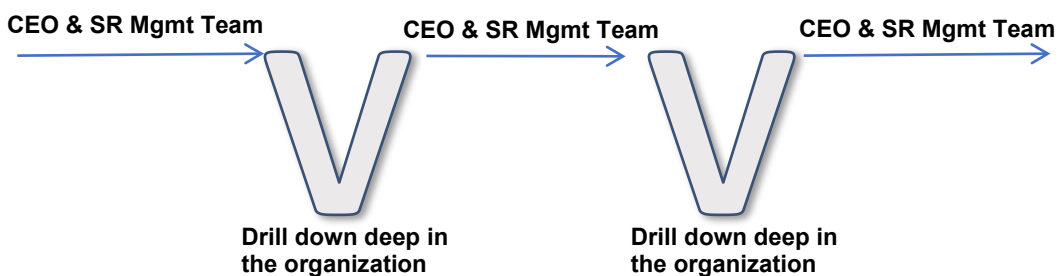 CEO & SR Mgmt Team
CEO & SR Mgmt Team
CEO & SR Mgmt Team
V
V
Drill down deep in
the organization
Drill down deep in
the organization